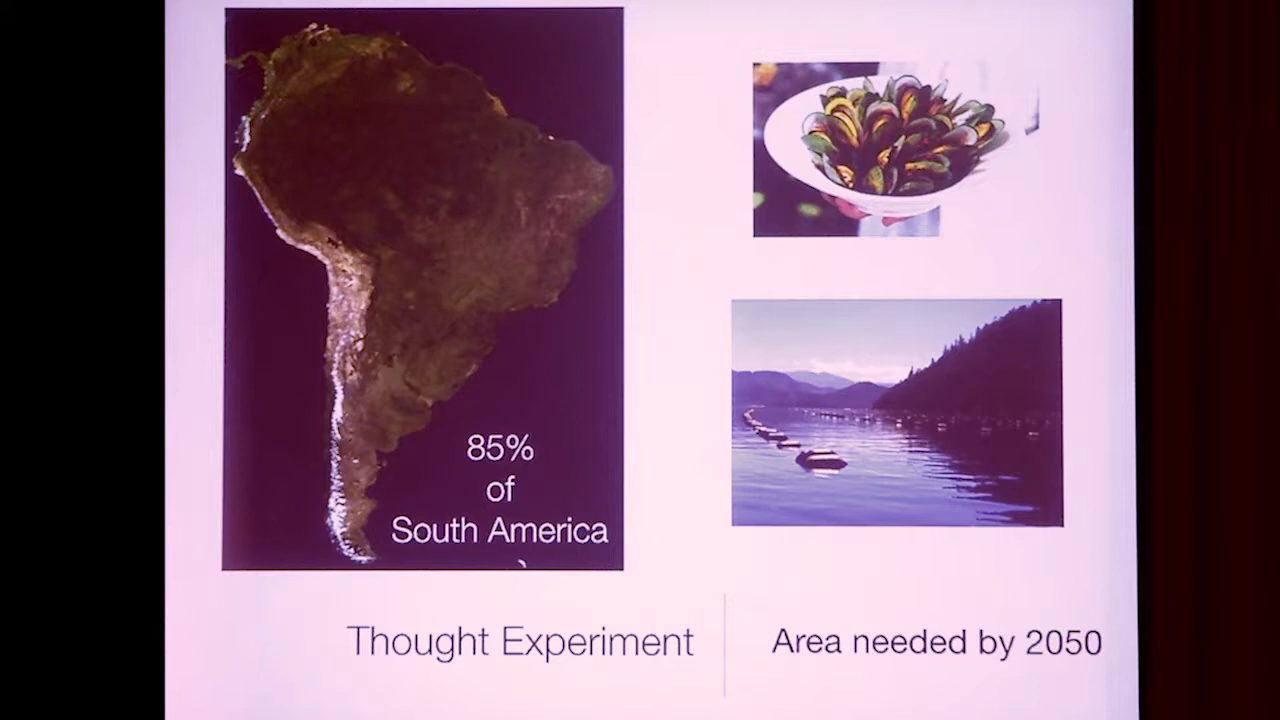 85%
of
South America
Thought Experiment
Area needed by 2050